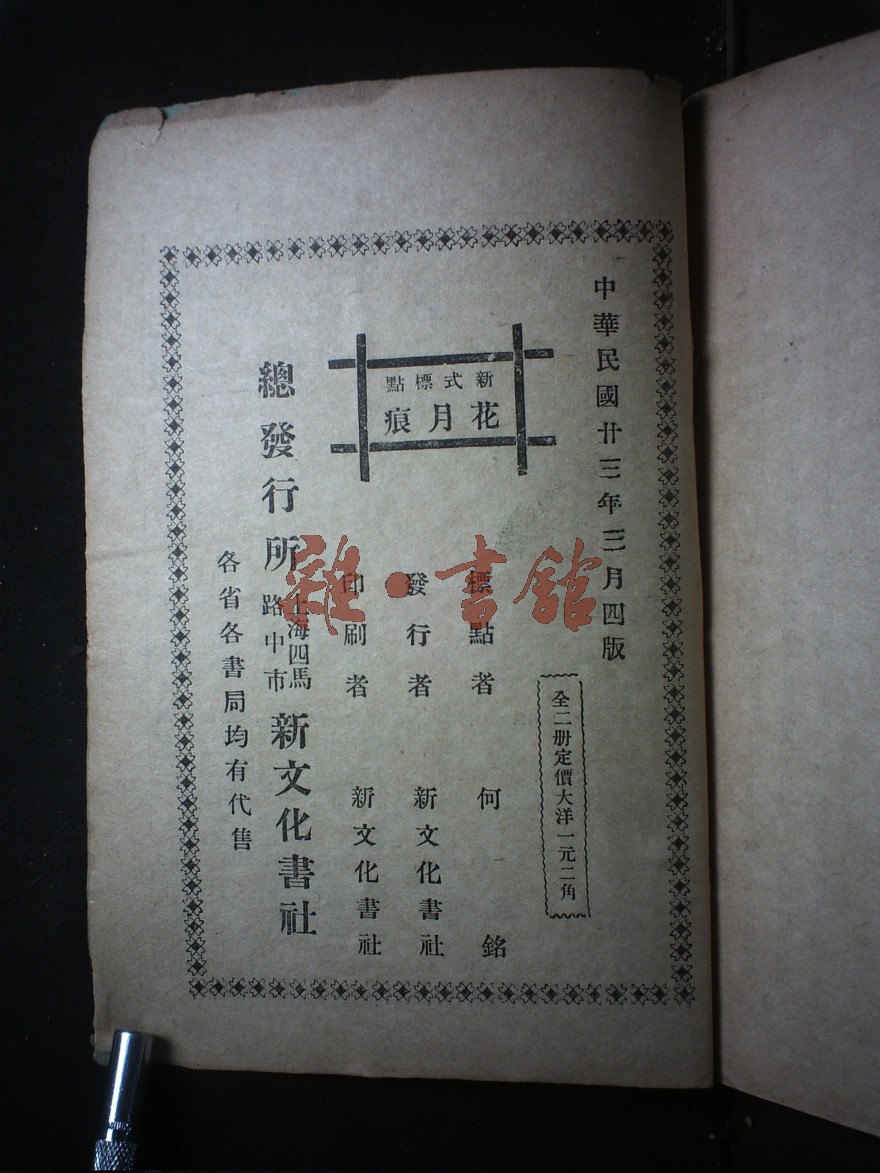 中華民國廿三年三月四版
全二册定價大洋一元二角
新式標點
花月痕
標點者 何銘
發行者 新文化書社
印刷者 新文化書社
總發行所 上海四馬路中市 新文化書社
各省各書局均有代售
雜·書館